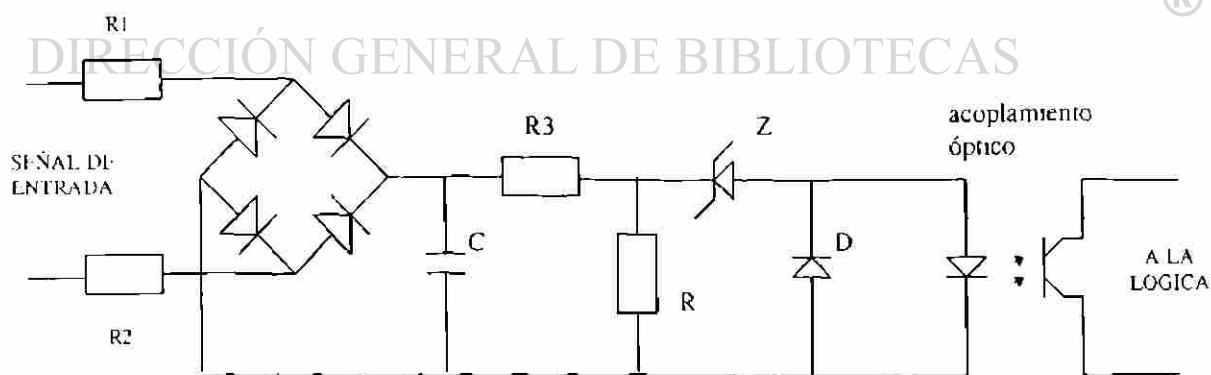 ®
R1
DIRECCIÓN GENERAL DE BIBLIOTECAS
SEÑAL DE
ENTRADA
R3
Z
acoplamiento
óptico
C
D
R
A LA
LOGICA
R2